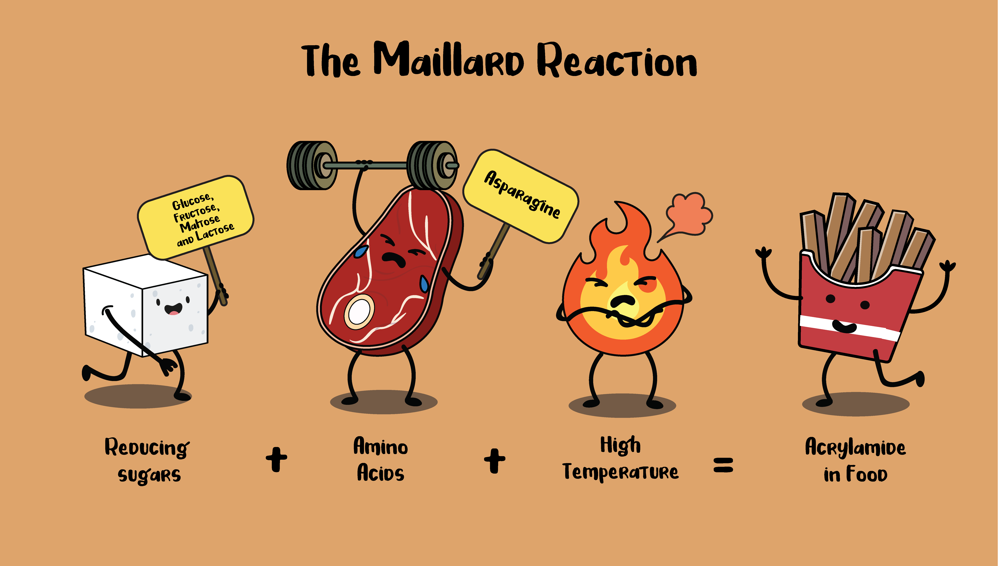 The Maillard Reaction
Glucose,
Fructose,
Maltose
and Lactose
Asparagine
Reducing
sugars
+
Amino
Acids
+
High
Temperature
=
Acrylamide
in Food